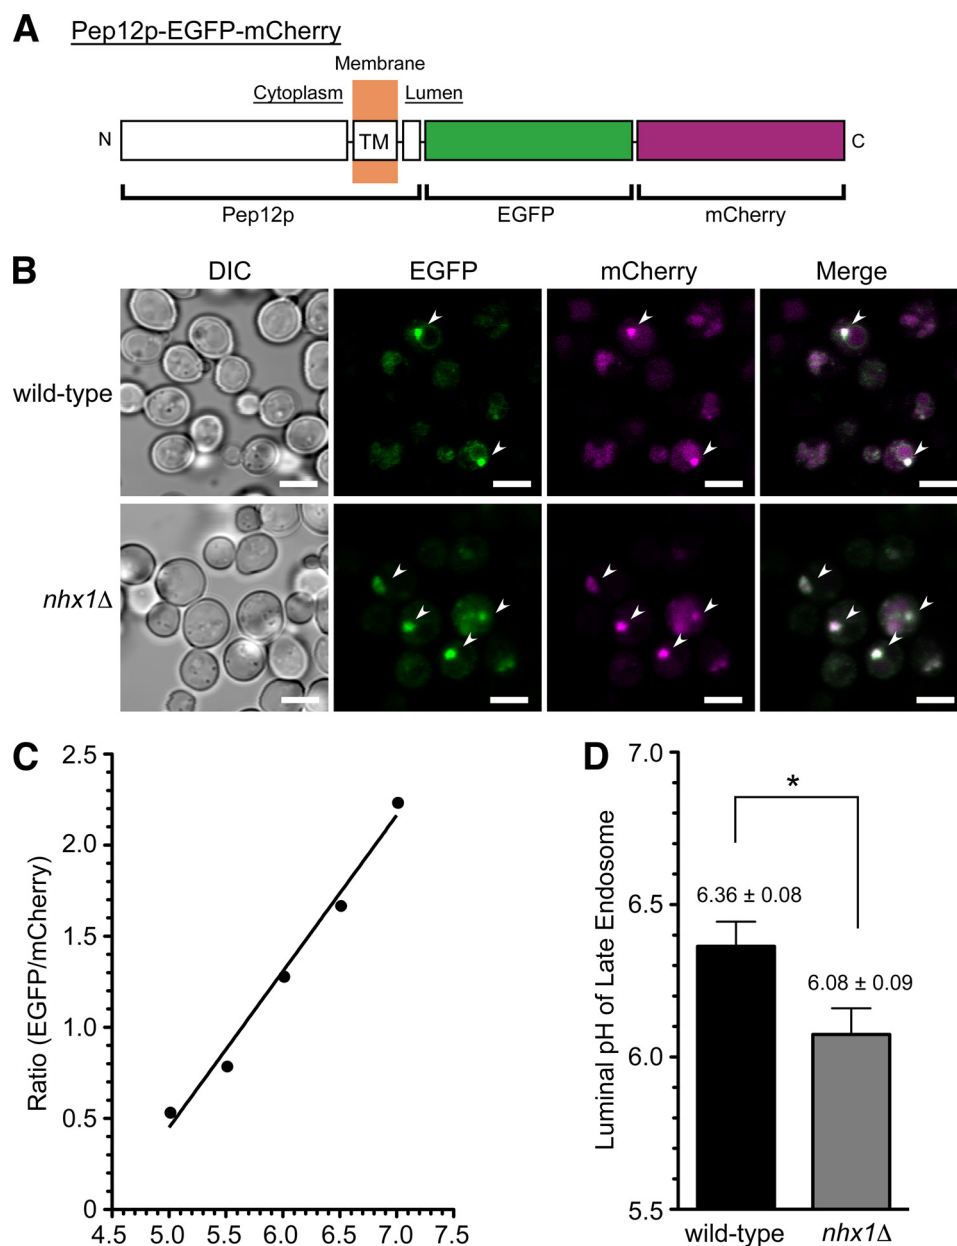 A Pep12p-EGFP-mCherry
Membrane
Cytoplasm Lumen
N TM C
Pep12p EGFP mCherry
B DIC EGFP mCherry Merge
wild-type
nhx1Δ
C
Ratio (EGFP/mCherry)
2.5
2.0
1.5
1.0
0.5
0
4.5 5.0 5.5 6.0 6.5 7.0 7.5
D
Luminal pH of Late Endosome
7.0
6.5
6.0
5.5
*
6.36 ± 0.08
6.08 ± 0.09
wild-type nhx1Δ